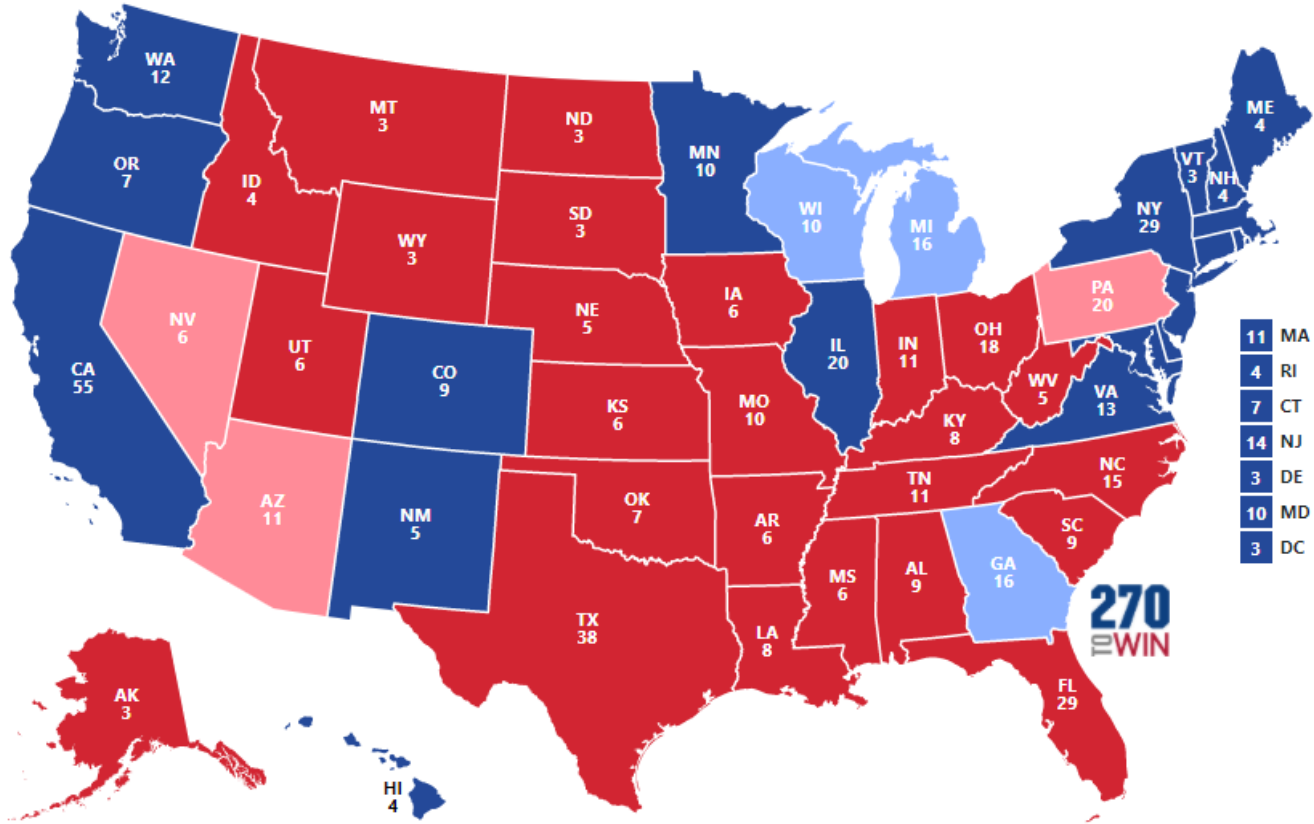 WA
12
OR
7
CA
55
ID
4
NV
6
MT
3
WY
3
UT
6
AZ
11
CO
9
NM
5
ND
3
SD
3
NE
5
KS
6
OK
7
TX
38
MN
10
IA
6
MO
10
AR
6
LA
8
WI
10
IL
20
MI
16
IN
11
OH
18
KY
8
TN
11
MS
6
AL
9
GA
16
FL
29
SC
9
NC
15
VA
13
WV
5
PA
20
NY
29
VT
3
NH
4
ME
4
11 MA
4 RI
7 CT
14 NJ
3 DE
10 MD
3 DC
AK
3
HI
4
270
TO WIN